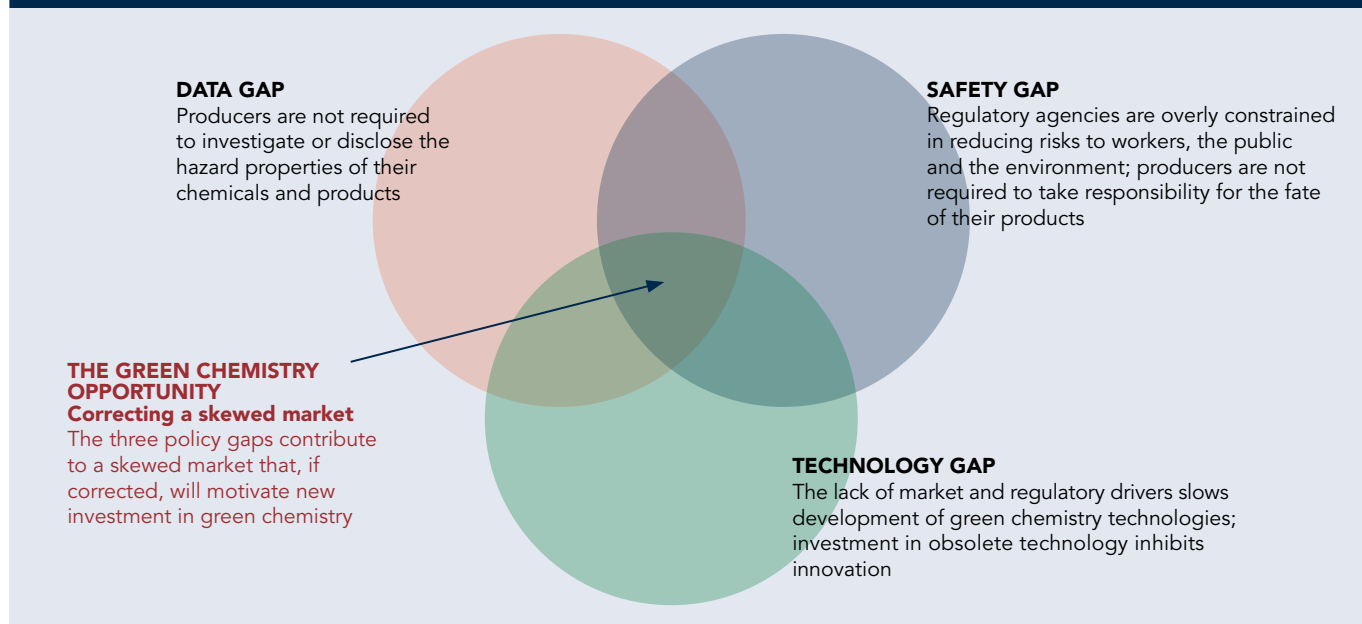 DATA GAP
Producers are not required
to investigate or disclose the
hazard properties of their
chemicals and products
SAFETY GAP
Regulatory agencies are overly constrained
in reducing risks to workers, the public
and the environment; producers are not
required to take responsibility for the fate
of their products
THE GREEN CHEMISTRY
OPPORTUNITY
Correcting a skewed market
The three policy gaps contribute
to a skewed market that, if
corrected, will motivate new
investment in green chemistry
TECHNOLOGY GAP
The lack of market and regulatory drivers slows
development of green chemistry technologies;
investment in obsolete technology inhibits
innovation